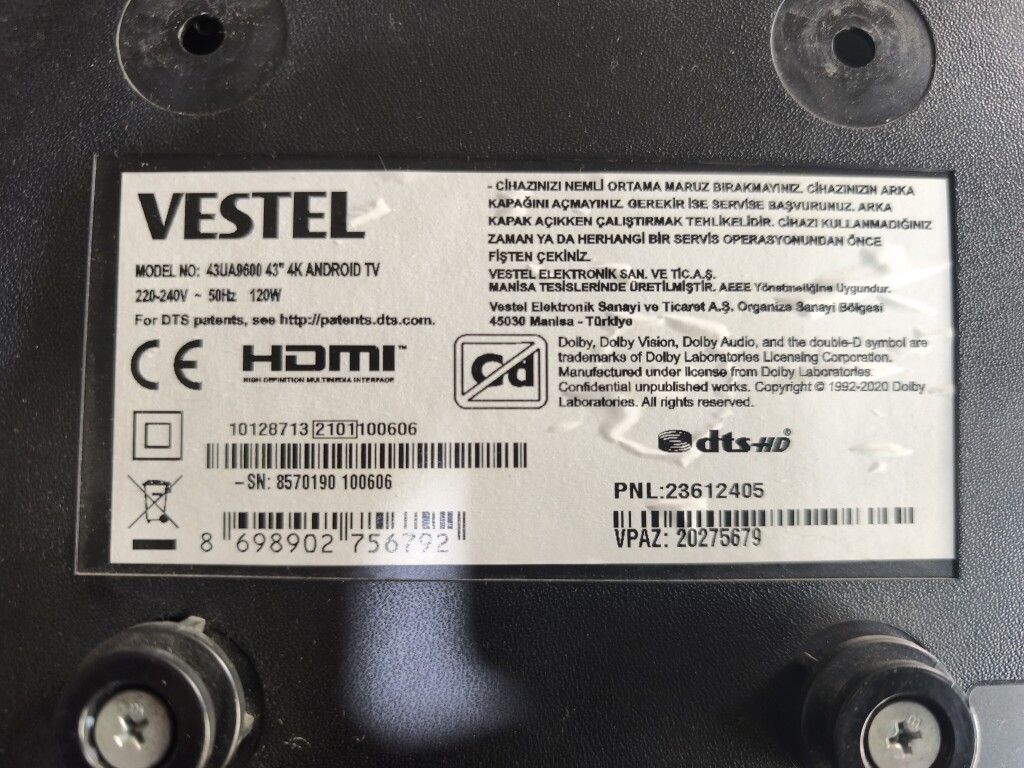 VESTEL
MODEL NO: 43UA9600 43" 4K ANDROID TV
220-240V ~ 50Hz 120W
For DTS patents, see http://patents.dts.com.
CE HDMI™
HIGH DEFINITION MULTIMEDIA INTERFACE
10128713 2101 100606
-SN: 8570190 100606
8 698902 756792
- CİHAZINIZI NEMLİ ORTAMA MARUZ BIRAKMAYINIZ. CİHAZINIZIN ARKA
KAPAĞINI AÇMAYINIZ. GEREKİR İSE SERVİSE BAŞVURUMUZ. ARKA
KAPAK AÇIKKEN ÇALIŞTIRMAK TEHLİKELİDİR. CİHAZI KULLANMADIĞINIZ
ZAMAN YA DA HERHANGİ BİR SERVİS OPERASYONUNDAN ÖNCE
FİŞTEN ÇEKİNİZ.
VESTEL ELEKTRONİK SAN. VE TİC.A.Ş.
MANİSA TESİSLERİNDE ÜRETİLMİŞTİR. AEEE Yönetmeliğine Uygundur.
Vestel Elektronik Sanayi ve Ticaret A.Ş. Organize Sanayi Bölgesi
45030 Manisa - Türkiye
Cd
Dolby, Dolby Vision, Dolby Audio, and the double-D symbol are
trademarks of Dolby Laboratories Licensing Corporation.
Manufactured under license from Dolby Laboratories.
Confidential unpublished works. Copyright © 1992-2020 Dolby
Laboratories. All rights reserved.
dts-HD®
PNL:23612405
VPAZ: 20275679